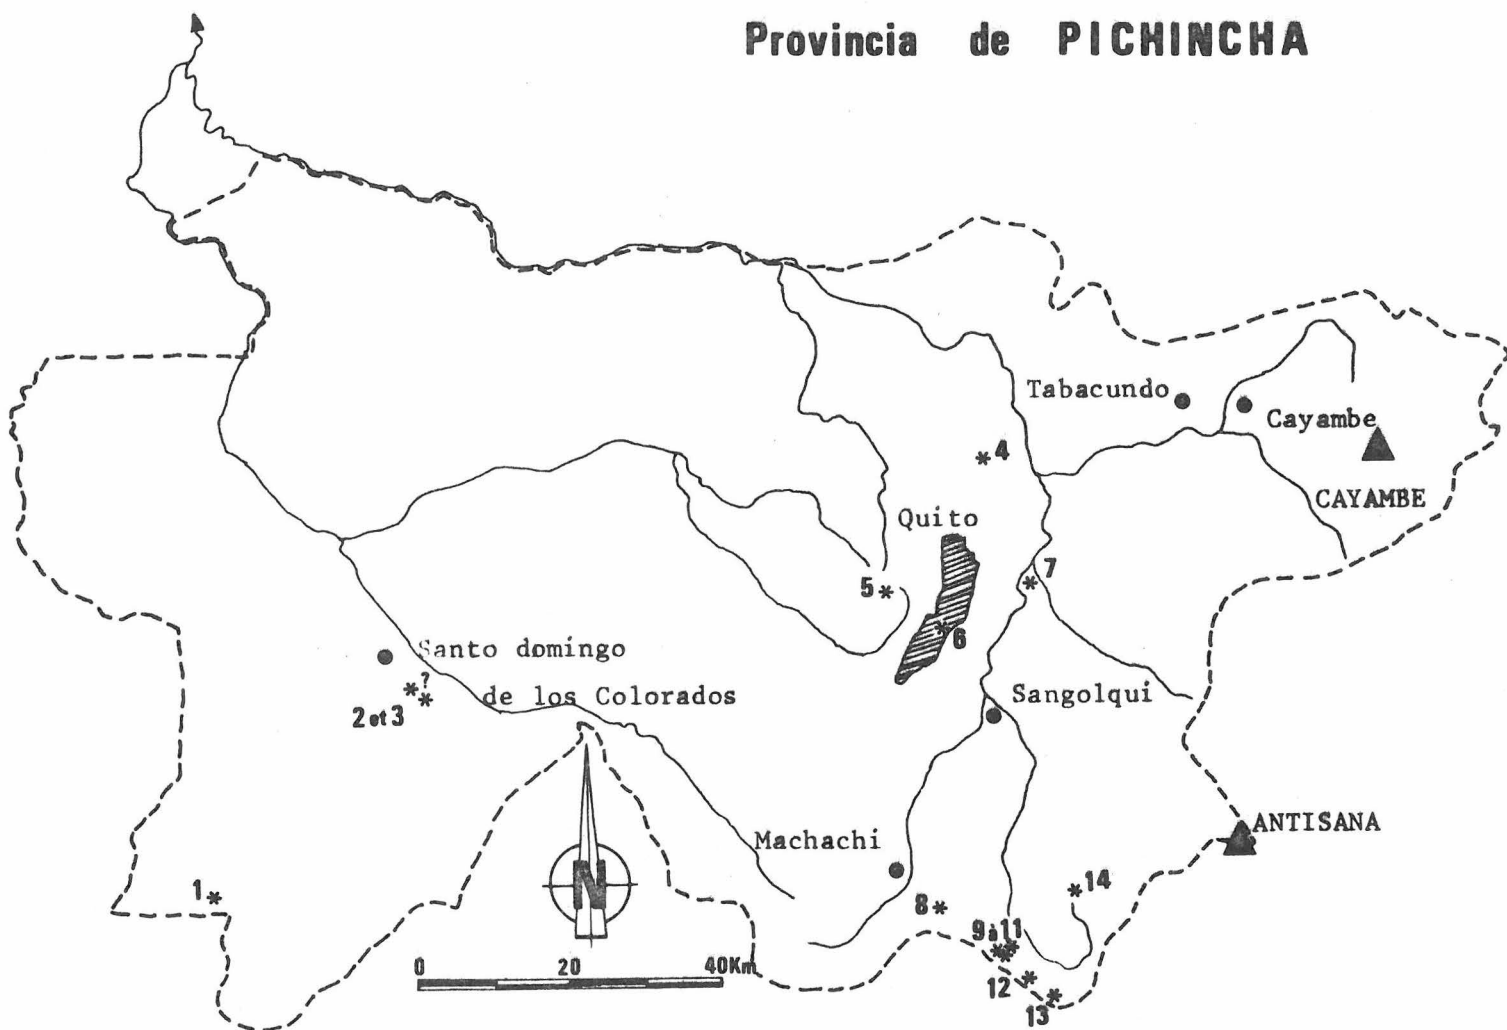 Provincia de PICHINCHA
Tabacundo
Cayambe
4
CAYAMBE
Quito
5
7
6
Santo domingo
?
de los Colorados
2 et 3
Sangolqui
ANTISANA
Machachi
1
N
8
14
9 à 11
0 20 40Km
12
13